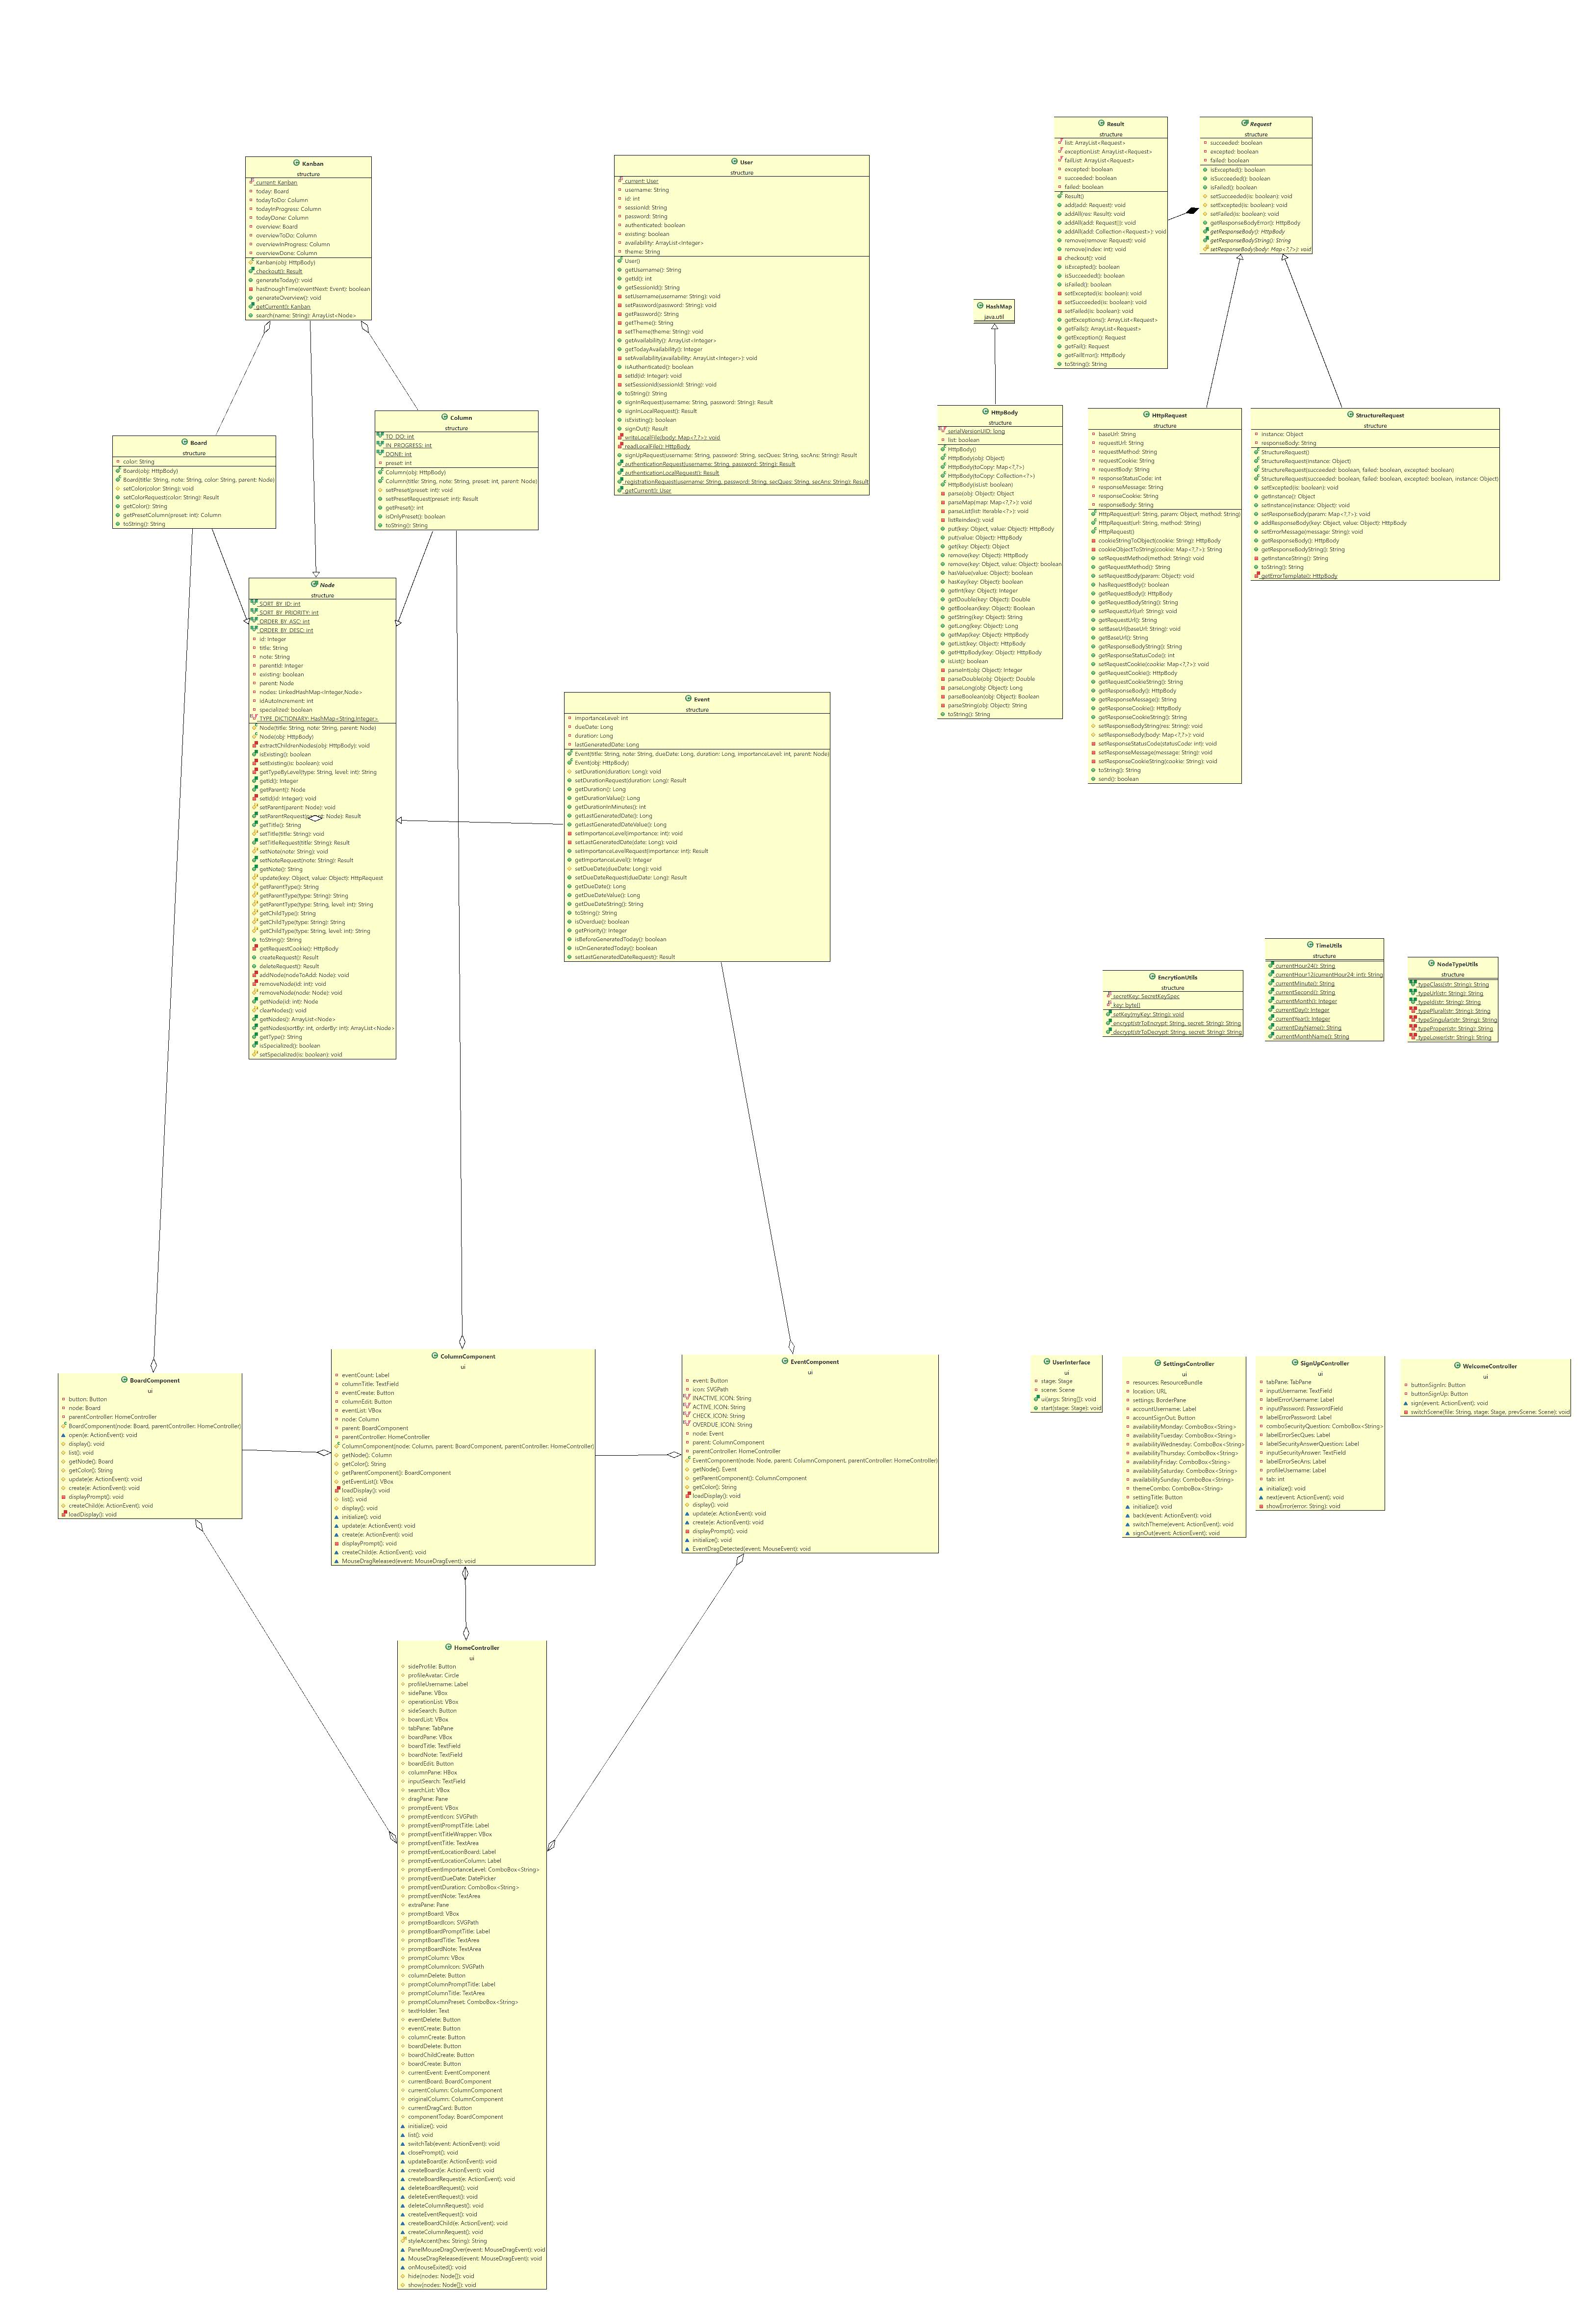 Kanban
structure
current: Kanban
today: Board
todayToDo: Column
todayInProgress: Column
todayDone: Column
overview: Board
overviewToDo: Column
overviewInProgress: Column
overviewDone: Column
Kanban(obj: HttpBody)
checkout(): Result
generateToday(): void
hasEnoughTime(eventNext: Event): boolean
generateOverview(): void
getCurrent(): Kanban
search(name: String): ArrayList<Node>
User
structure
current: User
username: String
id: int
sessionId: String
password: String
authenticated: boolean
existing: boolean
availability: ArrayList<Integer>
theme: String
User()
getUsername(): String
getId(): int
getSessionId(): String
setUsername(username: String): void
setPassword(password: String): void
getPassword(): String
getTheme(): String
setTheme(theme: String): void
getAvailability(): ArrayList<Integer>
getTodayAvailability(): Integer
setAvailability(availability: ArrayList<Integer>): void
isAuthenticated(): boolean
setId(id: Integer): void
setSessionId(sessionId: String): void
toString(): String
signInRequest(username: String, password: String): Result
signInLocalRequest(): Result
isExisting(): boolean
signOut(): Result
writeLocalFile(body: Map<?,?>): void
readLocalFile(): HttpBody
signUpRequest(username: String, password: String, secQues: String, secAns: String): Result
authenticationRequest(username: String, password: String): Result
authenticationLocalRequest(): Result
registrationRequest(username: String, password: String, secQues: String, secAns: String): Result
getCurrent(): User
Result
structure
list: ArrayList<Request>
exceptionList: ArrayList<Request>
failList: ArrayList<Request>
excepted: boolean
succeeded: boolean
failed: boolean
Result()
add(add: Request): void
addAll(res: Result): void
addAll(add: Request[]): void
addAll(add: Collection<Request>): void
remove(remove: Request): void
remove(index: int): void
checkout(): void
isExcepted(): boolean
isSucceeded(): boolean
isFailed(): boolean
setExcepted(is: boolean): void
setSucceeded(is: boolean): void
setFailed(is: boolean): void
getExceptions(): ArrayList<Request>
getFails(): ArrayList<Request>
getException(): Request
getFail(): Request
getFailError(): HttpBody
toString(): String
Request
structure
succeeded: boolean
excepted: boolean
failed: boolean
isExcepted(): boolean
isSucceeded(): boolean
isFailed(): boolean
setSucceeded(is: boolean): void
setExcepted(is: boolean): void
setFailed(is: boolean): void
getResponseBodyError(): HttpBody
getResponseBody(): HttpBody
getResponseBodyString(): String
setResponseBody(body: Map<?,?>): void
HashMap
java.util
Board
structure
color: String
Board(obj: HttpBody)
Board(title: String, note: String, color: String, parent: Node)
setColor(color: String): void
setColorRequest(color: String): Result
getColor(): String
getPresetColumn(preset: int): Column
toString(): String
Column
structure
TO_DO: int
IN_PROGRESS: int
DONE: int
preset: int
Column(obj: HttpBody)
Column(title: String, note: String, preset: int, parent: Node)
setPreset(preset: int): void
setPresetRequest(preset: int): Result
getPreset(): int
isOnlyPreset(): boolean
toString(): String
HttpBody
structure
serialVersionUID: long
list: boolean
HttpBody()
HttpBody(obj: Object)
HttpBody(toCopy: Map<?,?>)
HttpBody(toCopy: Collection<?>)
HttpBody(isList: boolean)
parse(obj: Object): Object
parseMap(map: Map<?,?>): void
parseList(list: Iterable<?>): void
listReindex(): void
put(key: Object, value: Object): HttpBody
put(value: Object): HttpBody
get(key: Object): Object
remove(key: Object): HttpBody
remove(key: Object, value: Object): boolean
hasValue(value: Object): boolean
hasKey(key: Object): boolean
getInt(key: Object): Integer
getDouble(key: Object): Double
getBoolean(key: Object): Boolean
getString(key: Object): String
getLong(key: Object): Long
getMap(key: Object): HttpBody
getList(key: Object): HttpBody
getHttpBody(key: Object): HttpBody
isList(): boolean
parseInt(obj: Object): Integer
parseDouble(obj: Object): Double
parseLong(obj: Object): Long
parseBoolean(obj: Object): Boolean
parseString(obj: Object): String
toString(): String
HttpRequest
structure
baseUrl: String
requestUrl: String
requestMethod: String
requestCookie: String
requestBody: String
responseStatusCode: int
responseMessage: String
responseCookie: String
responseBody: String
HttpRequest(url: String, param: Object, method: String)
HttpRequest(url: String, method: String)
HttpRequest()
cookieStringToObject(cookie: String): HttpBody
cookieObjectToString(cookie: Map<?,?>): String
setRequestMethod(method: String): void
getRequestMethod(): String
setRequestBody(param: Object): void
hasRequestBody(): boolean
getRequestBody(): HttpBody
getRequestBodyString(): String
setRequestUrl(url: String): void
getRequestUrl(): String
setBaseUrl(baseUrl: String): void
getBaseUrl(): String
getResponseBodyString(): String
getResponseStatusCode(): int
setRequestCookie(cookie: Map<?,?>): void
getRequestCookie(): HttpBody
getRequestCookieString(): String
getResponseBody(): HttpBody
getResponseMessage(): String
getResponseCookie(): HttpBody
getResponseCookieString(): String
setResponseBodyString(res: String): void
setResponseBody(body: Map<?,?>): void
setResponseStatusCode(statusCode: int): void
setResponseMessage(message: String): void
setResponseCookieString(cookie: String): void
toString(): String
send(): boolean
StructureRequest
structure
instance: Object
responseBody: String
StructureRequest()
StructureRequest(instance: Object)
StructureRequest(succeeded: boolean, failed: boolean, excepted: boolean)
StructureRequest(succeeded: boolean, failed: boolean, excepted: boolean, instance: Object)
setExcepted(is: boolean): void
getInstance(): Object
setInstance(instance: Object): void
setResponseBody(param: Map<?,?>): void
addResponseBody(key: Object, value: Object): HttpBody
setErrorMessage(message: String): void
getResponseBody(): HttpBody
getResponseBodyString(): String
getInstanceString(): String
toString(): String
getErrorTemplate(): HttpBody
Node
structure
SORT_BY_ID: int
SORT_BY_PRIORITY: int
ORDER_BY_ASC: int
ORDER_BY_DESC: int
id: Integer
title: String
note: String
parentId: Integer
existing: boolean
parent: Node
nodes: LinkedHashMap<Integer,Node>
idAutoIncrement: int
specialized: boolean
TYPE_DICTIONARY: HashMap<String,Integer>
Node(title: String, note: String, parent: Node)
Node(obj: HttpBody)
extractChildrenNodes(obj: HttpBody): void
isExisting(): boolean
setExisting(is: boolean): void
getTypeByLevel(type: String, level: int): String
getId(): Integer
getParent(): Node
setId(id: Integer): void
setParent(parent: Node): void
setParentRequest(parent: Node): Result
getTitle(): String
setTitle(title: String): void
setTitleRequest(title: String): Result
setNote(note: String): void
setNoteRequest(note: String): Result
getNote(): String
update(key: Object, value: Object): HttpRequest
getParentType(): String
getParentType(type: String): String
getParentType(type: String, level: int): String
getChildType(): String
getChildType(type: String): String
getChildType(type: String, level: int): String
toString(): String
getRequestCookie(): HttpBody
createRequest(): Result
deleteRequest(): Result
addNode(nodeToAdd: Node): void
removeNode(id: int): void
removeNode(node: Node): void
getNode(id: int): Node
clearNodes(): void
getNodes(): ArrayList<Node>
getNodes(sortBy: int, orderBy: int): ArrayList<Node>
getType(): String
isSpecialized(): boolean
setSpecialized(is: boolean): void
Event
structure
importanceLevel: int
dueDate: Long
duration: Long
lastGeneratedDate: Long
Event(title: String, note: String, dueDate: Long, duration: Long, importanceLevel: int, parent: Node)
Event(obj: HttpBody)
setDuration(duration: Long): void
setDurationRequest(duration: Long): Result
getDuration(): Long
getDurationValue(): Long
getDurationInMinutes(): int
getLastGeneratedDate(): Long
getLastGeneratedDateValue(): Long
setImportenceLevel(importance: int): void
setLastGeneratedDate(date: Long): void
setImportanceLevelRequest(importance: int): Result
getImportanceLevel(): Integer
setDueDate(dueDate: Long): void
setDueDateRequest(dueDate: Long): Result
getDueDate(): Long
getDueDateValue(): Long
getDueDateString(): String
toString(): String
isOverdue(): boolean
getPriority(): Integer
isBeforeGeneratedToday(): boolean
isOnGeneratedToday(): boolean
setLastGeneratedDateRequest(): Result
EncrytionUtils
structure
secretKey: SecretKeySpec
key: byte[]
setKey(myKey: String): void
encrypt(strToEncrypt: String, secret: String): String
decrypt(strToDecrypt: String, secret: String): String
TimeUtils
structure
currentHour24(): String
currentHour12(currentHour24: int): String
currentMinute(): String
currentSecond(): String
currentMonth(): Integer
currentDay(): Integer
currentYear(): Integer
currentDayName(): String
currentMonthName(): String
NodeTypeUtils
structure
typeClass(str: String): String
typeUrl(str: String): String
typeId(str: String): String
typePlural(str: String): String
typeSingular(str: String): String
typeProper(str: String): String
typeLower(str: String): String
BoardComponent
ui
button: Button
node: Board
parentController: HomeController
BoardComponent(node: Board, parentController: HomeController)
open(e: ActionEvent): void
display(): void
list(): void
getNode(): Board
getColor(): String
update(e: ActionEvent): void
create(e: ActionEvent): void
displayPrompt(): void
createChild(e: ActionEvent): void
loadDisplay(): void
ColumnComponent
ui
eventCount: Label
columnTitle: TextField
eventCreate: Button
columnEdit: Button
eventList: VBox
node: Column
parent: BoardComponent
parentController: HomeController
ColumnComponent(node: Column, parent: BoardComponent, parentController: HomeController)
getNode(): Column
getColor(): String
getParentComponent(): BoardComponent
getEventList(): VBox
loadDisplay(): void
list(): void
display(): void
initialize(): void
update(e: ActionEvent): void
create(e: ActionEvent): void
displayPrompt(): void
createChild(e: ActionEvent): void
MouseDragReleased(event: MouseDragEvent): void
EventComponent
ui
event: Button
icon: SVGPath
INACTIVE_ICON: String
ACTIVE_ICON: String
CHECK_ICON: String
OVERDUE_ICON: String
node: Event
parent: ColumnComponent
parentController: HomeController
EventComponent(node: Node, parent: ColumnComponent, parentController: HomeController)
getNode(): Event
getParentComponent(): ColumnComponent
getColor(): String
loadDisplay(): void
display(): void
update(e: ActionEvent): void
create(e: ActionEvent): void
displayPrompt(): void
initialize(): void
EventDragDetected(event: MouseEvent): void
UserInterface
ui
stage: Stage
scene: Scene
ui(args: String[]): void
start(stage: Stage): void
SettingsController
ui
resources: ResourceBundle
location: URL
settings: BorderPane
accountUsername: Label
accountSignOut: Button
availabilityMonday: ComboBox<String>
availabilityTuesday: ComboBox<String>
availabilityWednesday: ComboBox<String>
availabilityThursday: ComboBox<String>
availabilityFriday: ComboBox<String>
availabilitySaturday: ComboBox<String>
availabilitySunday: ComboBox<String>
themeCombo: ComboBox<String>
settingTitle: Button
initialize(): void
back(event: ActionEvent): void
switchTheme(event: ActionEvent): void
signOut(event: ActionEvent): void
SignUpController
ui
tabPane: TabPane
inputUsername: TextField
labelErrorUsername: Label
inputPassword: PasswordField
labelErrorPassword: Label
comboSecurityQuestion: ComboBox<String>
labelErrorSecQues: Label
labelSecurityAnswerQuestion: Label
inputSecurityAnswer: TextField
labelErrorSecAns: Label
profileUsername: Label
tab: int
initialize(): void
next(event: ActionEvent): void
showError(error: String): void
WelcomeController
ui
buttonSignIn: Button
buttonSignUp: Button
sign(event: ActionEvent): void
switchScene(file: String, stage: Stage, prevScene: Scene): void
HomeController
ui
sideProfile: Button
profileAvatar: Circle
profileUsername: Label
sidePane: VBox
operationList: VBox
sideSearch: Button
boardList: VBox
tabPane: TabPane
boardPane: VBox
boardTitle: TextField
boardNote: TextField
boardEdit: Button
columnPane: HBox
inputSearch: TextField
searchList: VBox
dragPane: Pane
promptEvent: VBox
promptEventIcon: SVGPath
promptEventPromptTitle: Label
promptEventTitleWrapper: VBox
promptEventTitle: TextArea
promptEventLocationBoard: Label
promptEventLocationColumn: Label
promptEventImportanceLevel: ComboBox<String>
promptEventDueDate: DatePicker
promptEventDuration: ComboBox<String>
promptEventNote: TextArea
extraPane: Pane
promptBoard: VBox
promptBoardIcon: SVGPath
promptBoardPromptTitle: Label
promptBoardTitle: TextArea
promptBoardNote: TextArea
promptColumn: VBox
promptColumnIcon: SVGPath
columnDelete: Button
promptColumnPromptTitle: Label
promptColumnTitle: TextArea
promptColumnPreset: ComboBox<String>
textHolder: Text
eventDelete: Button
eventCreate: Button
columnCreate: Button
boardDelete: Button
boardChildCreate: Button
boardCreate: Button
currentEvent: EventComponent
currentBoard: BoardComponent
currentColumn: ColumnComponent
originalColumn: ColumnComponent
currentDragCard: Button
componentToday: BoardComponent
initialize(): void
list(): void
switchTab(event: ActionEvent): void
closePrompt(): void
updateBoard(e: ActionEvent): void
createBoard(e: ActionEvent): void
createBoardRequest(e: ActionEvent): void
deleteBoardRequest(): void
deleteEventRequest(): void
deleteColumnRequest(): void
createEventRequest(): void
createBoardChild(e: ActionEvent): void
createColumnRequest(): void
styleAccent(hex: String): String
PanelMouseDragOver(event: MouseDragEvent): void
MouseDragReleased(event: MouseDragEvent): void
onMouseExited(): void
hide(nodes: Node[]): void
show(nodes: Node[]): void